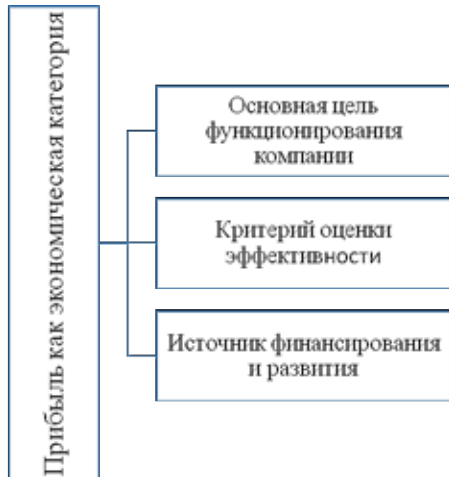 Прибыль как экономическая категория
Основная цель
функционирования
компании
Критерий оценки
эффективности
Источник финансирования
и развития